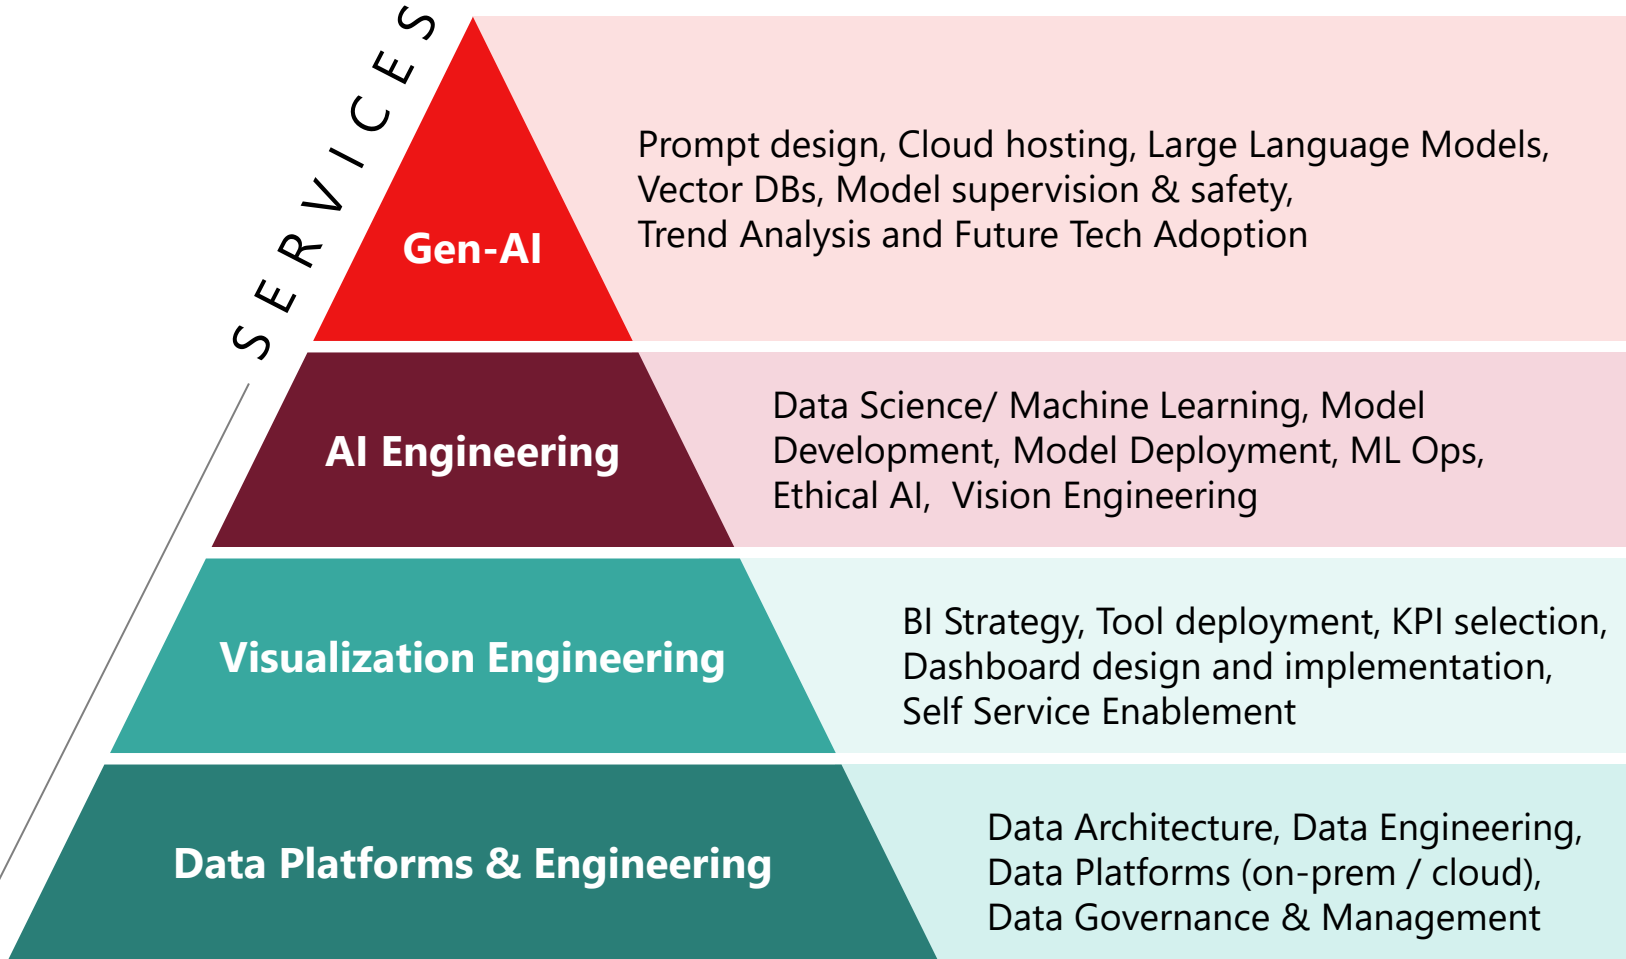 SERVICES
Gen-AI
Prompt design, Cloud hosting, Large Language Models,
Vector DBs, Model supervision & safety,
Trend Analysis and Future Tech Adoption
AI Engineering
Data Science/ Machine Learning, Model
Development, Model Deployment, ML Ops,
Ethical AI,  Vision Engineering
Visualization Engineering
BI Strategy, Tool deployment, KPI selection,
Dashboard design and implementation,
Self Service Enablement
Data Platforms & Engineering
Data Architecture, Data Engineering,
Data Platforms (on-prem / cloud),
Data Governance & Management